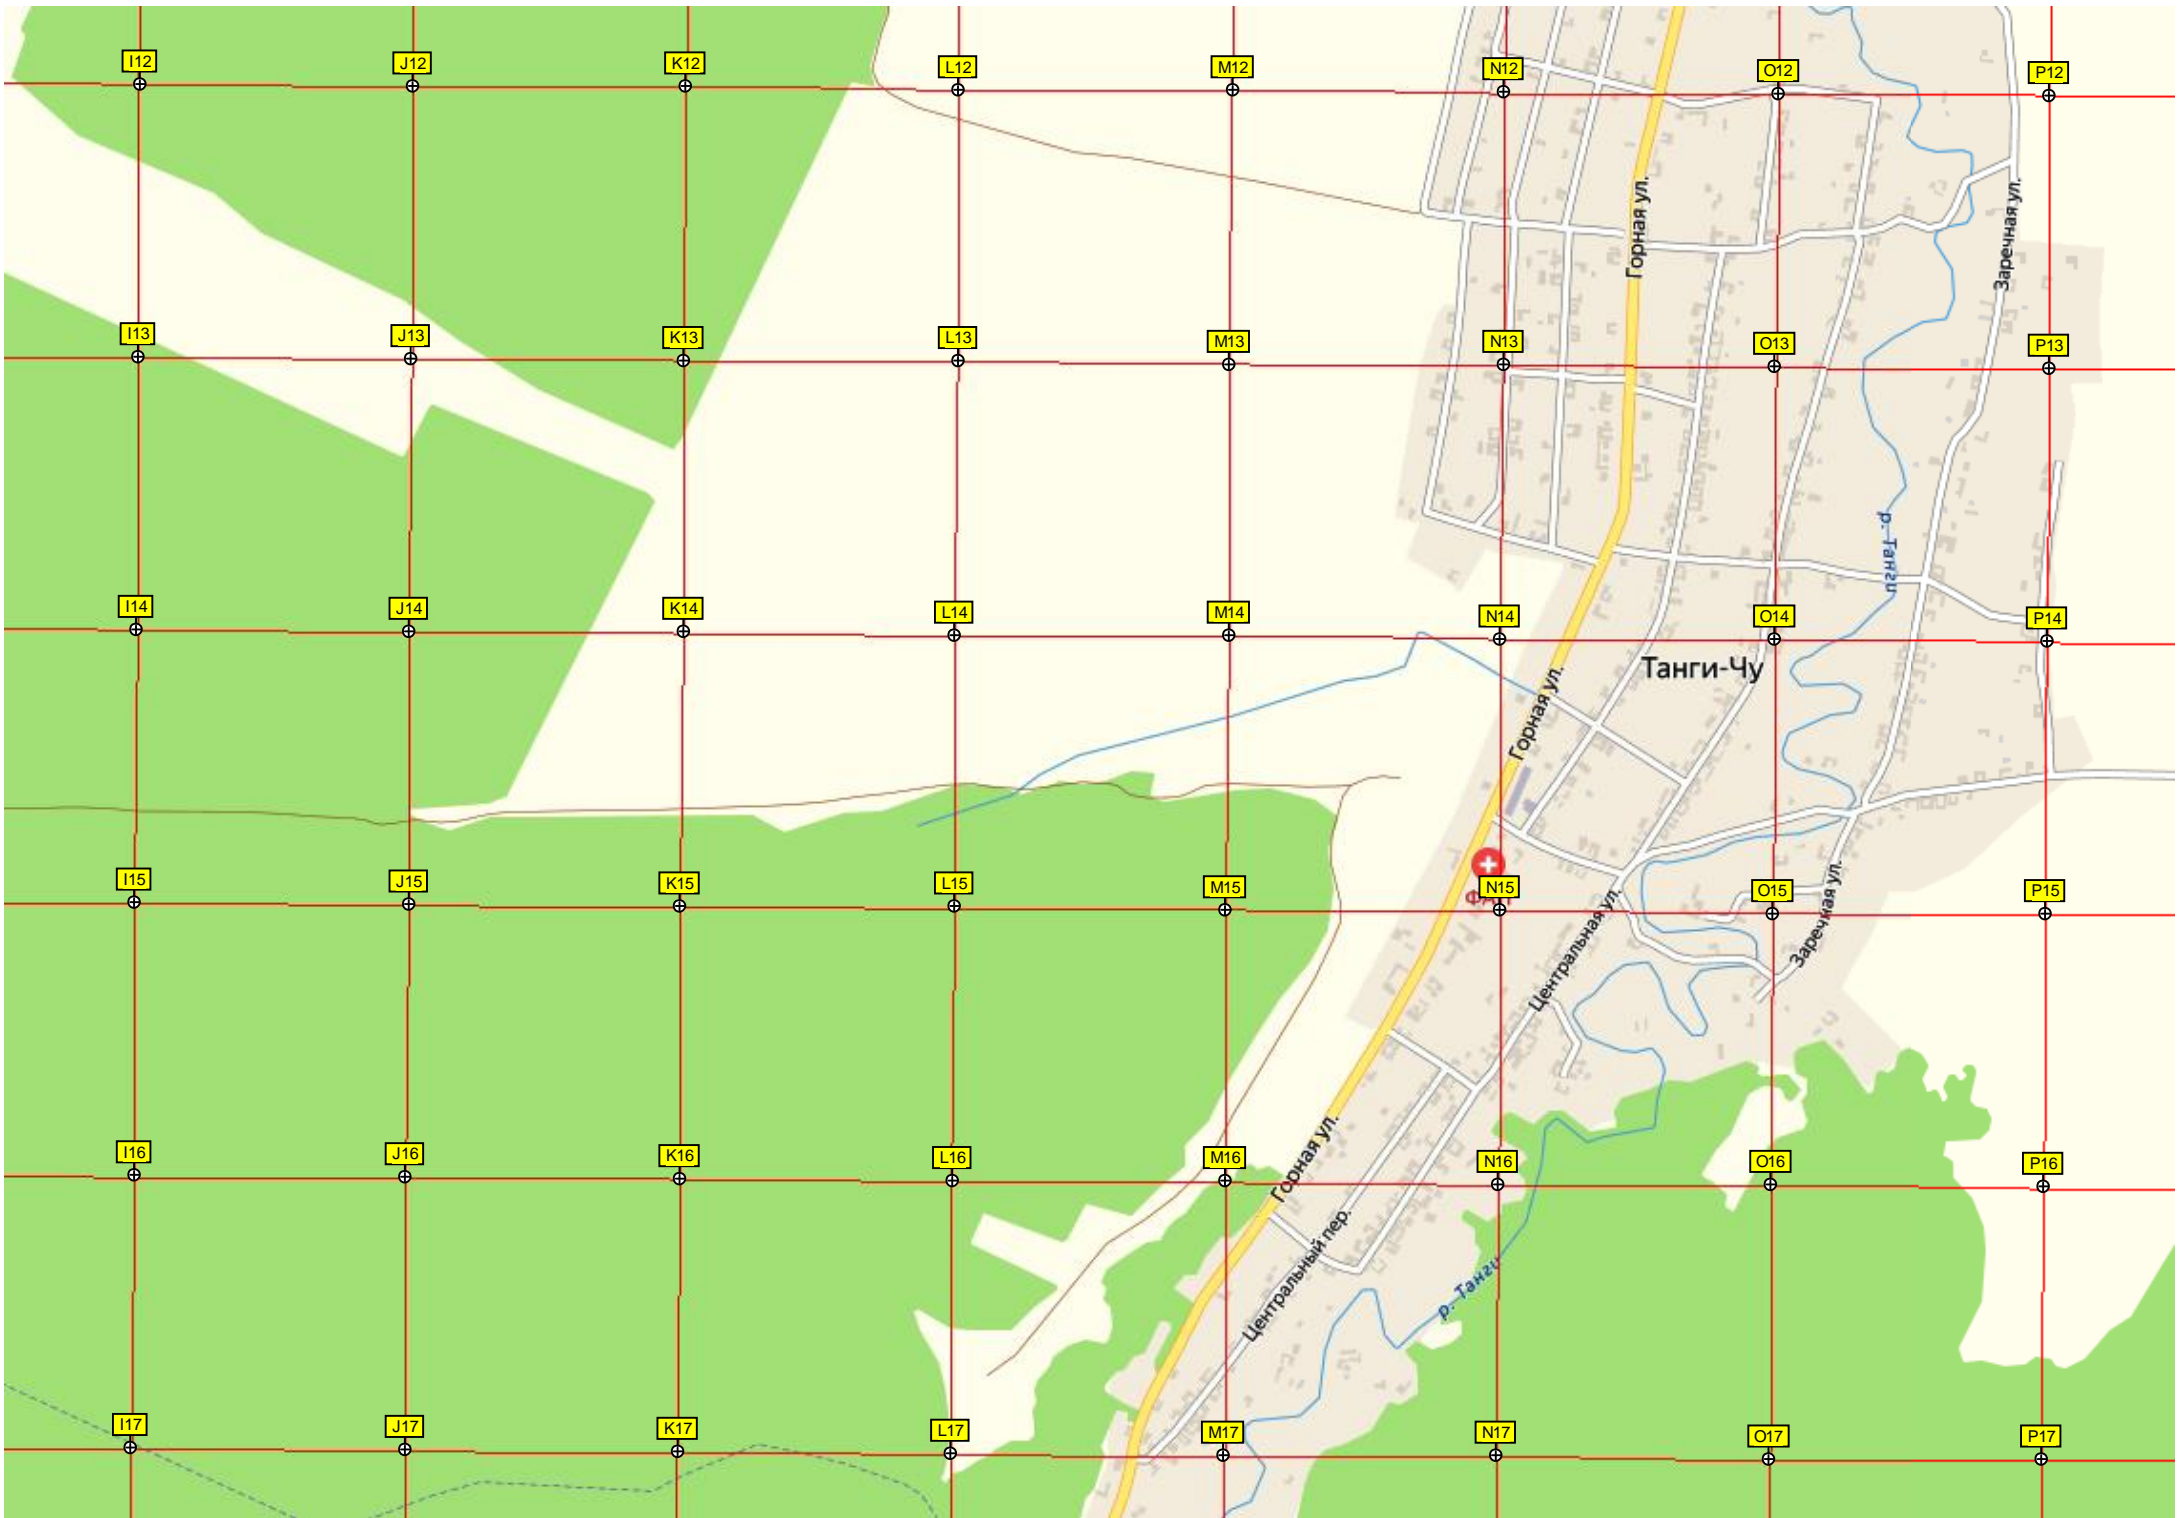 I12 J12 K12 L12 M12 N12 O12 P12
Горная ул.
Заречная ул.
I13 J13 K13 L13 M13 N13 O13 P13
р. Танги
I14 J14 K14 L14 M14 N14 O14 P14
Танги-Чу
Горная ул.
I15 J15 K15 L15 M15 N15 O15 P15
Заречная ул.
Центральная ул.
I16 J16 K16 L16 M16 N16 O16 P16
Горная ул.
Центральный пер.
р. Танги
I17 J17 K17 L17 M17 N17 O17 P17